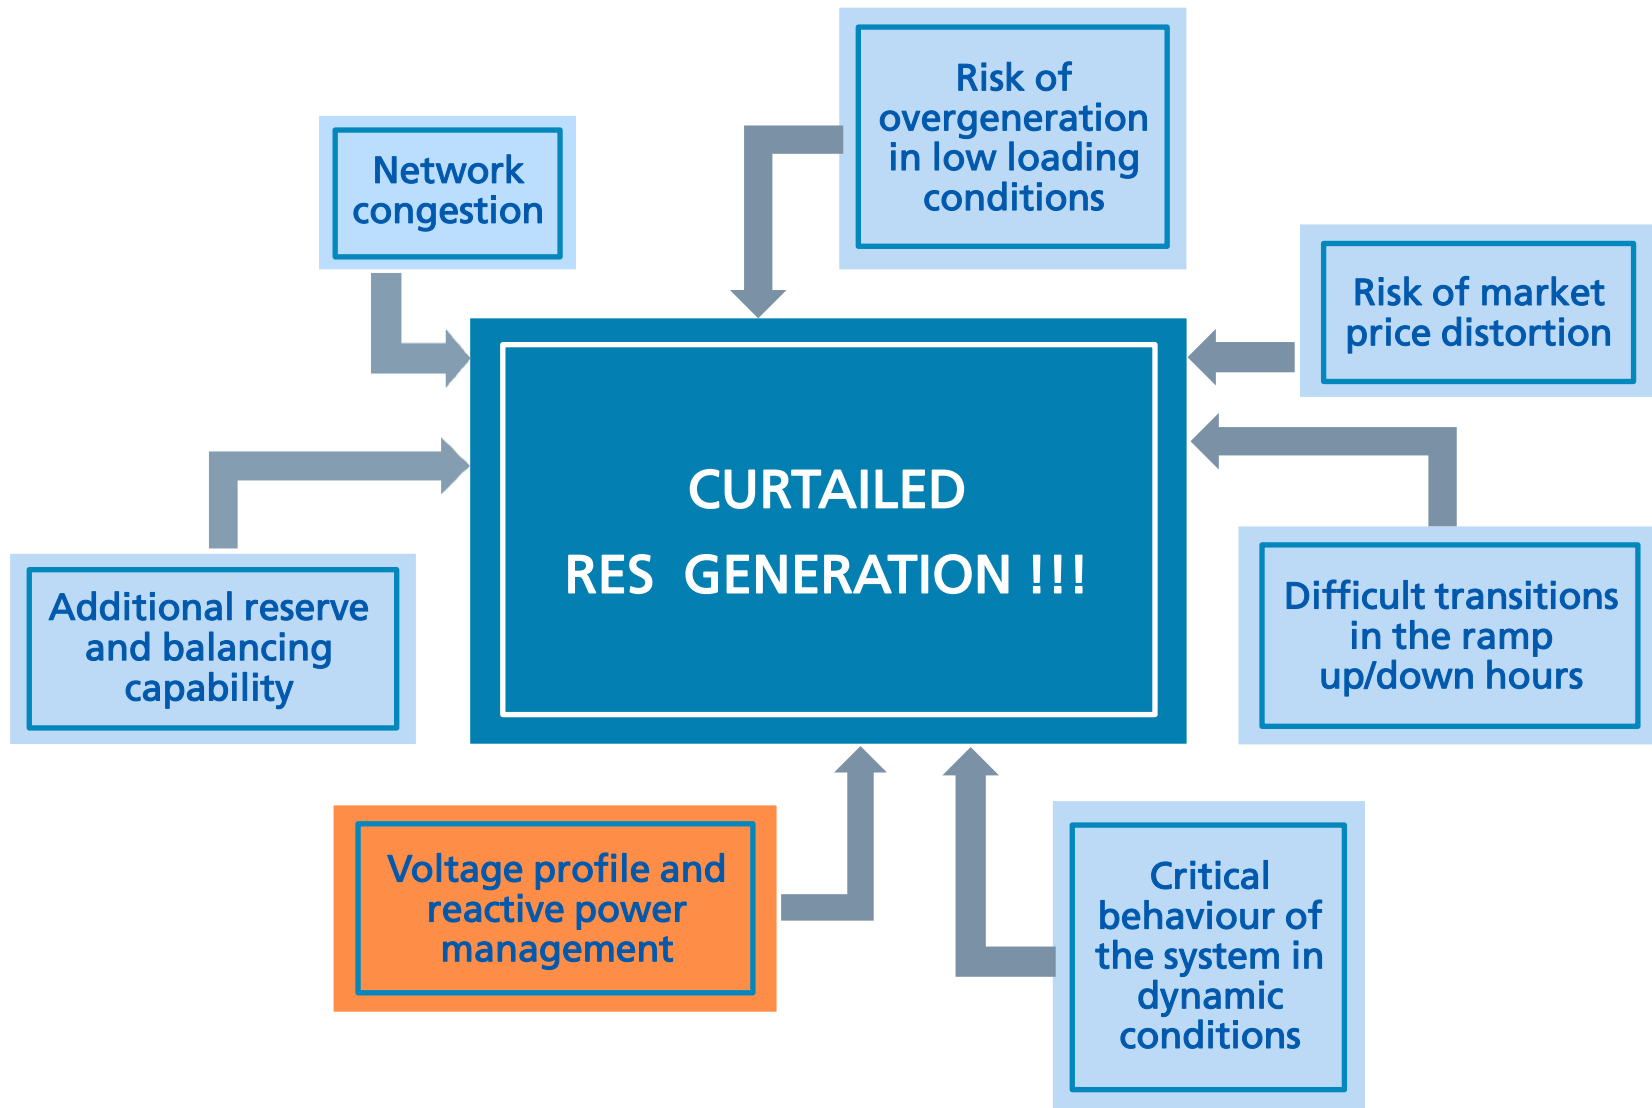 Risk of
overgeneration
in low loading
conditions
Network
congestion
Risk of market
price distortion
CURTAILED
RES GENERATION !!!
Additional reserve
and balancing
capability
Difficult transitions
in the ramp
up/down hours
Voltage profile and
reactive power
management
Critical
behaviour of
the system in
dynamic
conditions